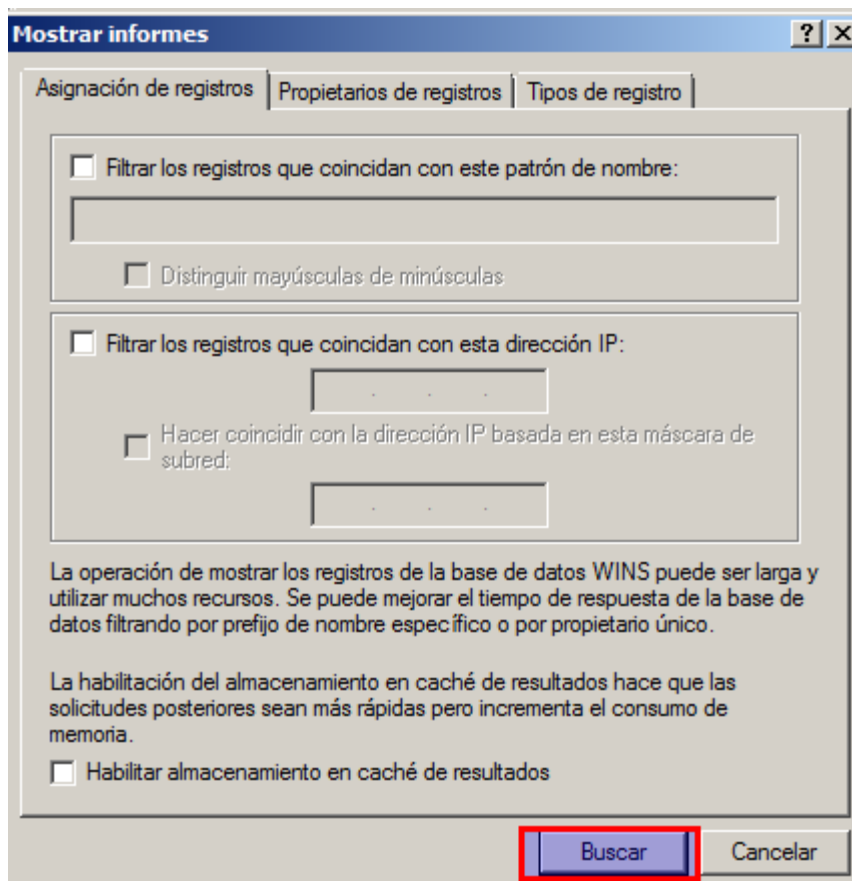 Mostrar informes
Asignación de registros Propietarios de registros Tipos de registro
Filtrar los registros que coincidan con este patrón de nombre:
Distinguir mayúsculas de minúsculas
Filtrar los registros que coincidan con esta dirección IP:
Hacer coincidir con la dirección IP basada en esta máscara de
subred:
La operación de mostrar los registros de la base de datos WINS puede ser larga y
utilizar muchos recursos. Se puede mejorar el tiempo de respuesta de la base de
datos filtrando por prefijo de nombre específico o por propietario único.
La habilitación del almacenamiento en caché de resultados hace que las
solicitudes posteriores sean más rápidas pero incrementa el consumo de
memoria.
Habilitar almacenamiento en caché de resultados
Buscar Cancelar